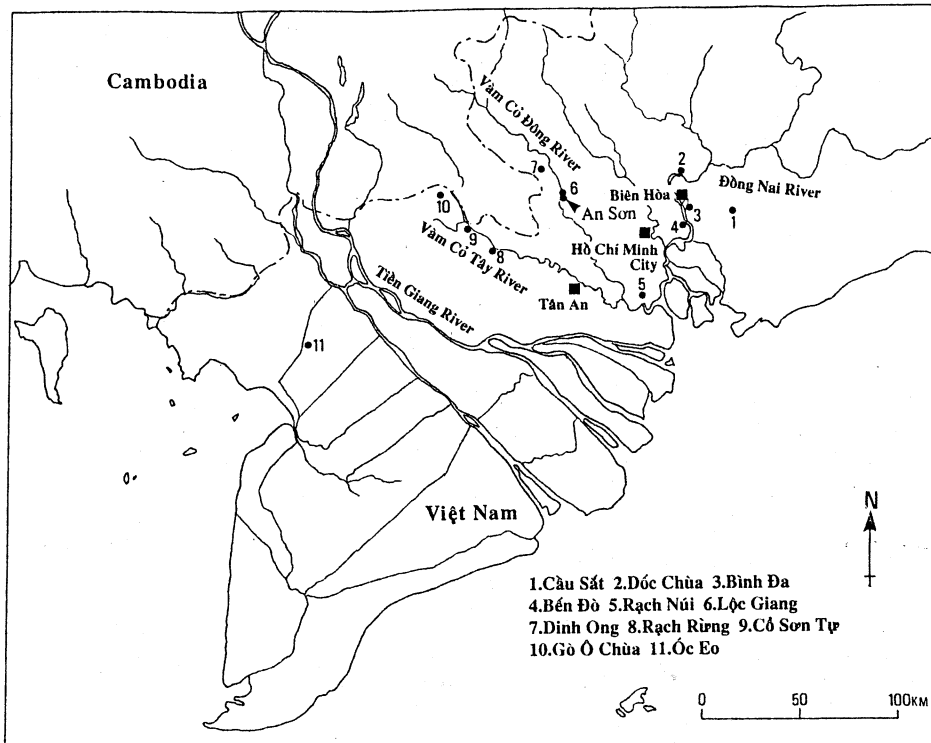 Cambodia
Vàm Cỏ Đông River
7
6
2
Biên Hòa
Đồng Nai River
3
1
10
An Sơn
4
9
Hồ Chí Minh
City
8
Vàm Cỏ Tây River
Tiền Giang River
Tân An
5
11
Việt Nam
N
1.Cầu Sắt 2.Dốc Chùa 3.Bình Đa
4.Bến Đò 5.Rạch Núi 6.Lộc Giang
7.Dinh Ong 8.Rạch Rừng 9.Cổ Sơn Tự
10.Gò Ô Chùa 11.Óc Eo
0 50 100KM